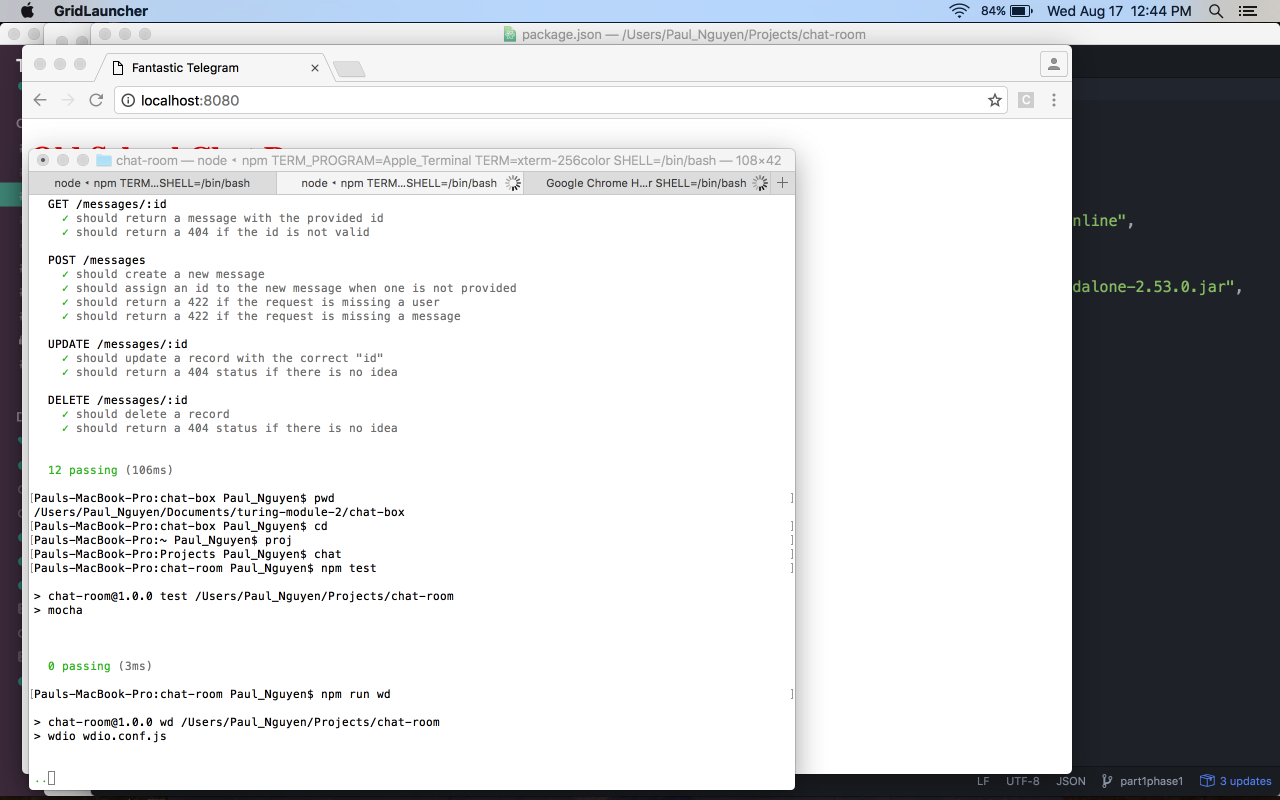 GridLauncher
84%
Wed Aug 17 12:44 PM
package.json — /Users/Paul_Nguyen/Projects/chat-room
Fantastic Telegram
localhost:8080
C
chat-room — node • npm TERM_PROGRAM=Apple_Terminal TERM=xterm-256color SHELL=/bin/bash — 108×42
node • npm TERM...SHELL=/bin/bash
node • npm TERM...SHELL=/bin/bash
Google Chrome H...r SHELL=/bin/bash
GET /messages/:id
✓ should return a message with the provided id
✓ should return a 404 if the id is not valid
POST /messages
✓ should create a new message
✓ should assign an id to the new message when one is not provided
✓ should return a 422 if the request is missing a user
✓ should return a 422 if the request is missing a message
UPDATE /messages/:id
✓ should update a record with the correct "id"
✓ should return a 404 status if there is no idea
DELETE /messages/:id
✓ should delete a record
✓ should return a 404 status if there is no idea
12 passing (106ms)
[Pauls-MacBook-Pro:chat-box Paul_Nguyen$ pwd ]
/Users/Paul_Nguyen/Documents/turing-module-2/chat-box
[Pauls-MacBook-Pro:chat-box Paul_Nguyen$ cd ]
[Pauls-MacBook-Pro:~ Paul_Nguyen$ proj ]
[Pauls-MacBook-Pro:Projects Paul_Nguyen$ chat ]
[Pauls-MacBook-Pro:chat-room Paul_Nguyen$ npm test ]
> chat-room@1.0.0 test /Users/Paul_Nguyen/Projects/chat-room
> mocha
0 passing (3ms)
[Pauls-MacBook-Pro:chat-room Paul_Nguyen$ npm run wd ]
> chat-room@1.0.0 wd /Users/Paul_Nguyen/Projects/chat-room
> wdio wdio.conf.js
..
nline",
dalone-2.53.0.jar",
LF
UTF-8
JSON
part1phase1
3 updates